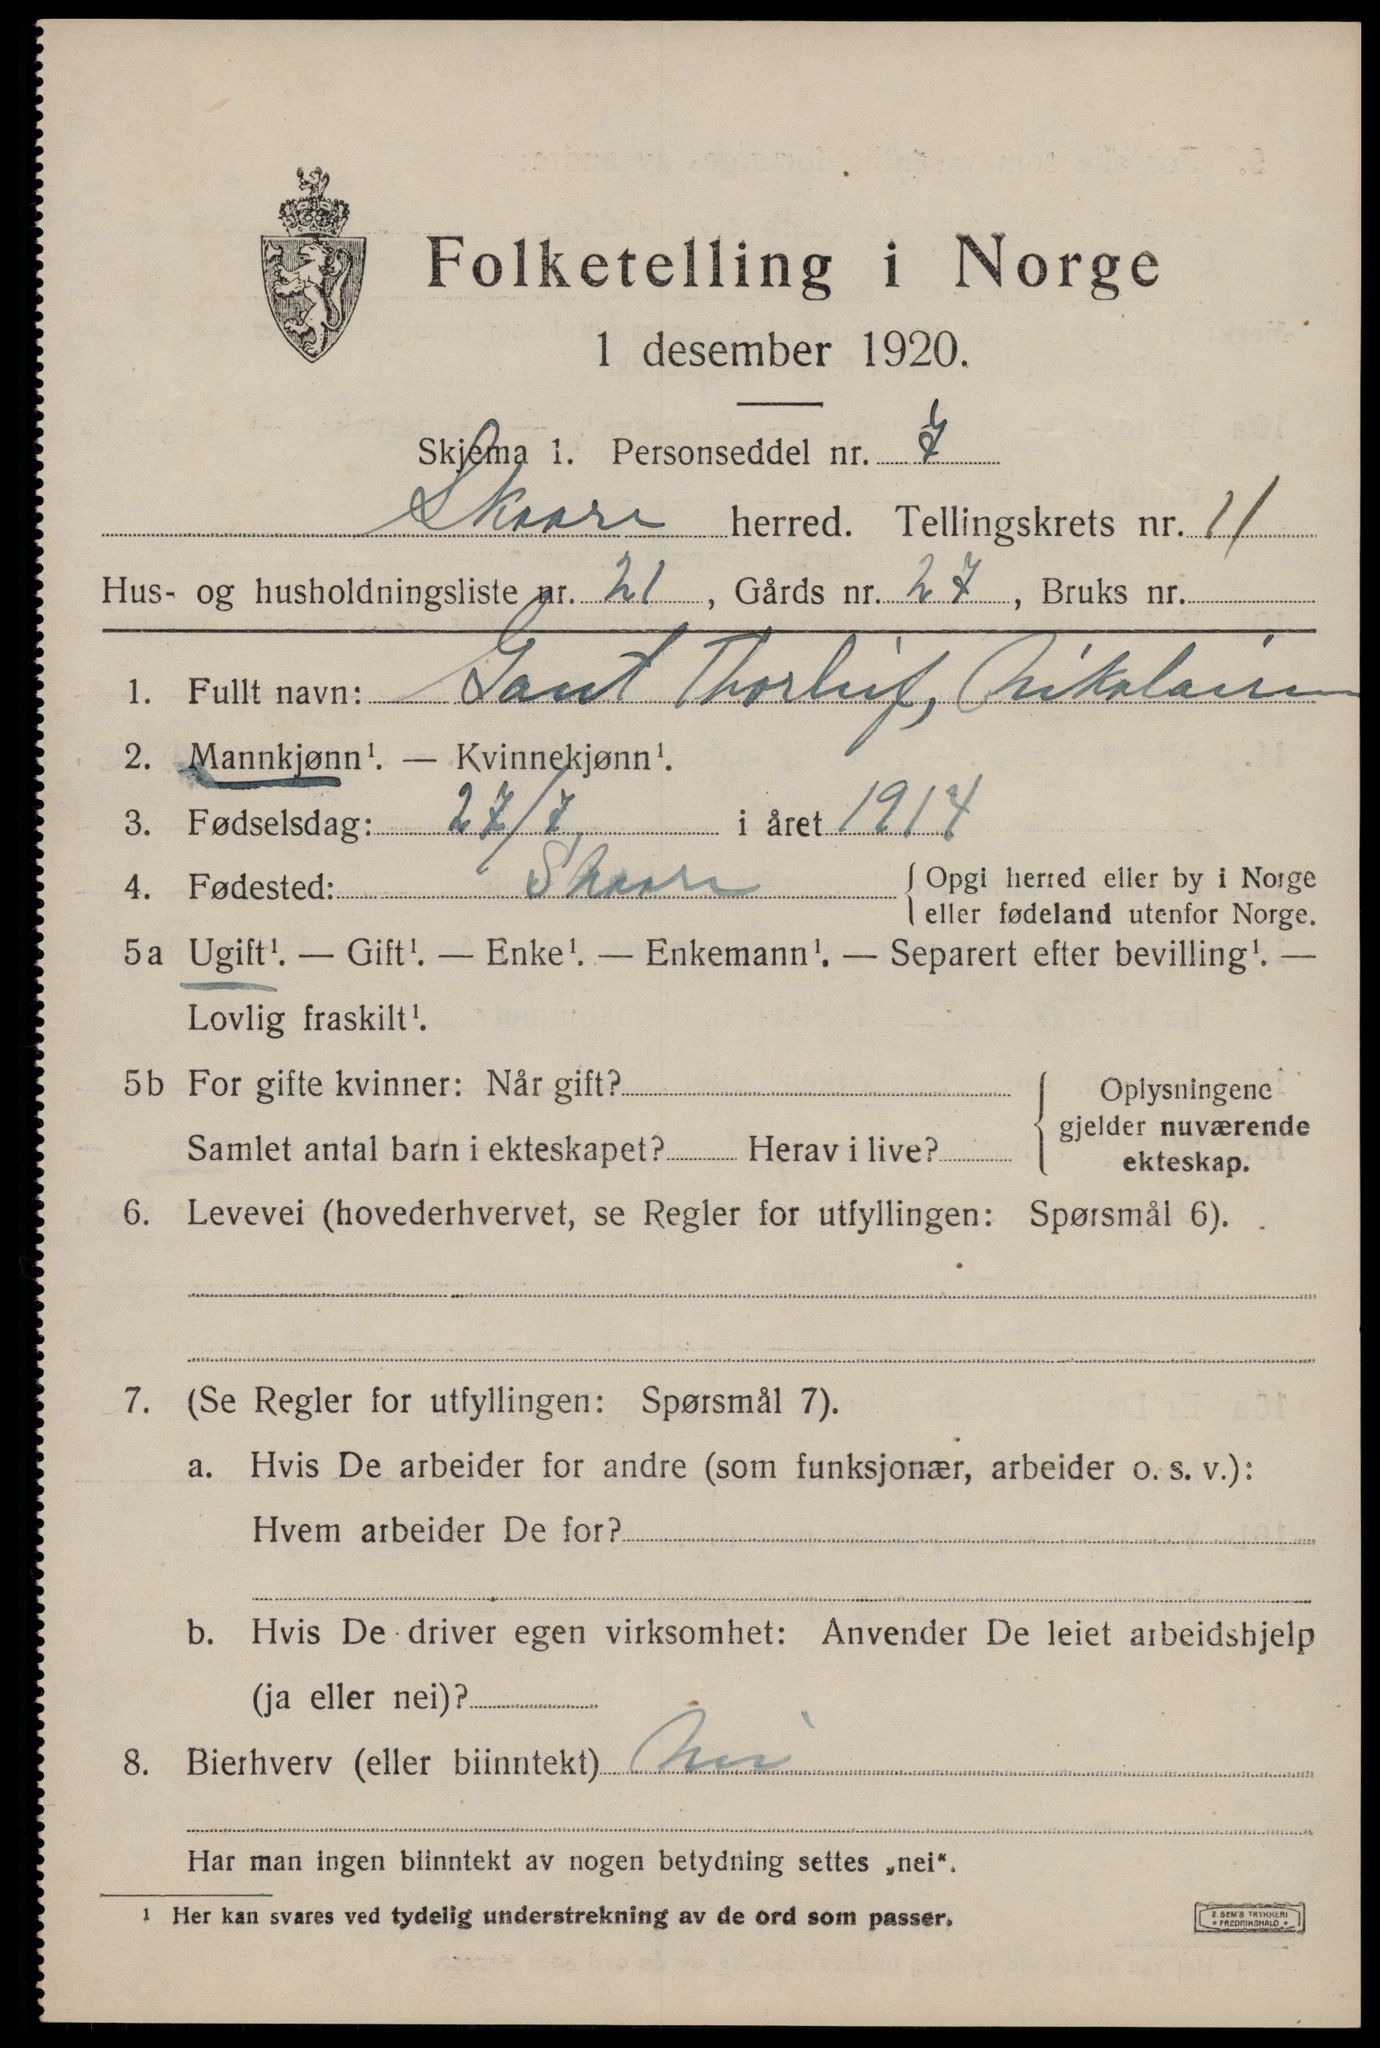 Folketelling i Norge
1 desember 1920.
Skjema 1. Personseddel nr. 7
Skaare herred. Tellingskrets nr. 11
Hus- og husholdningsliste nr. 21, Gårds nr. 27, Bruks nr.
1. Fullt navn: Gaut Thorleif, Nikolaisen
2. Mannkjønn¹. — Kvinnekjønn¹.
3. Fødselsdag: 27/7 i året 1914
4. Fødested: Skaare { Opgi herred eller by i Norge
eller fødeland utenfor Norge.
5a Ugift¹. — Gift¹. — Enke¹. — Enkemann¹. — Separert efter bevilling¹. —
Lovlig fraskilt¹.
5b For gifte kvinner: Når gift? { Oplysningene
gjelder nuværende
Samlet antal barn i ekteskapet? Herav i live? ekteskap.
6. Levevei (hovederhvervet, se Regler for utfyllingen: Spørsmål 6).
7. (Se Regler for utfyllingen: Spørsmål 7).
a. Hvis De arbeider for andre (som funksjonær, arbeider o. s. v.):
Hvem arbeider De for?
b. Hvis De driver egen virksomhet: Anvender De leiet arbeidshjelp
(ja eller nei)?
8. Bierhverv (eller biinntekt) Nei
Har man ingen biinntekt av nogen betydning settes „nei“.
¹ Her kan svares ved tydelig understrekning av de ord som passer.
E. SEM'S TRYKKERI
FREDRIKSHALD